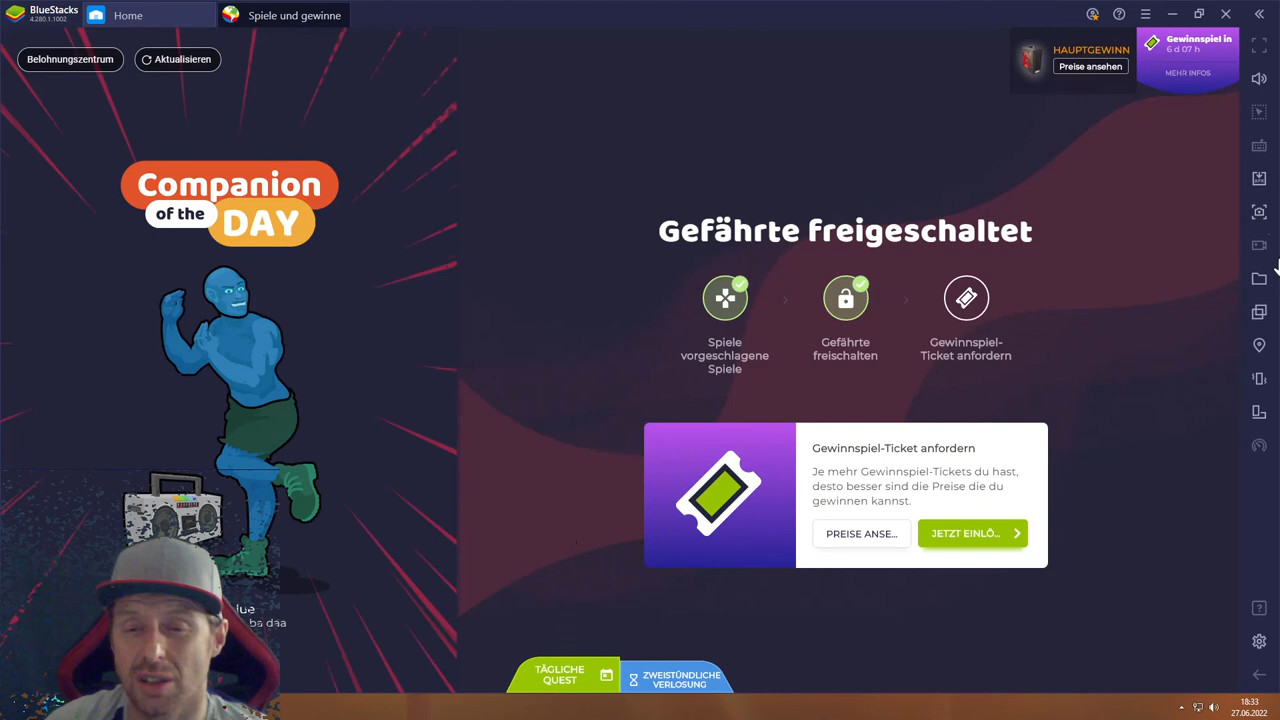 BlueStacks
4.280.1.1002
Home
Spiele und gewinne
Belohnungszentrum
Aktualisieren
HAUPTGEWINN
Preise ansehen
Gewinnspiel in
6 d 07 h
MEHR INFOS
Companion
of the
DAY
Gefährte freigeschaltet
Spiele
vorgeschlagene
Spiele
Gefährte
freischalten
Gewinnspiel-
Ticket anfordern
Gewinnspiel-Ticket anfordern
Je mehr Gewinnspiel-Tickets du hast,
desto besser sind die Preise die du
gewinnen kannst.
PREISE ANSE...
JETZT EINLÖ...
lue
ba daa
TÄGLICHE
QUEST
ZWEISTÜNDLICHE
VERLOSUNG
18:33
27.06.2022